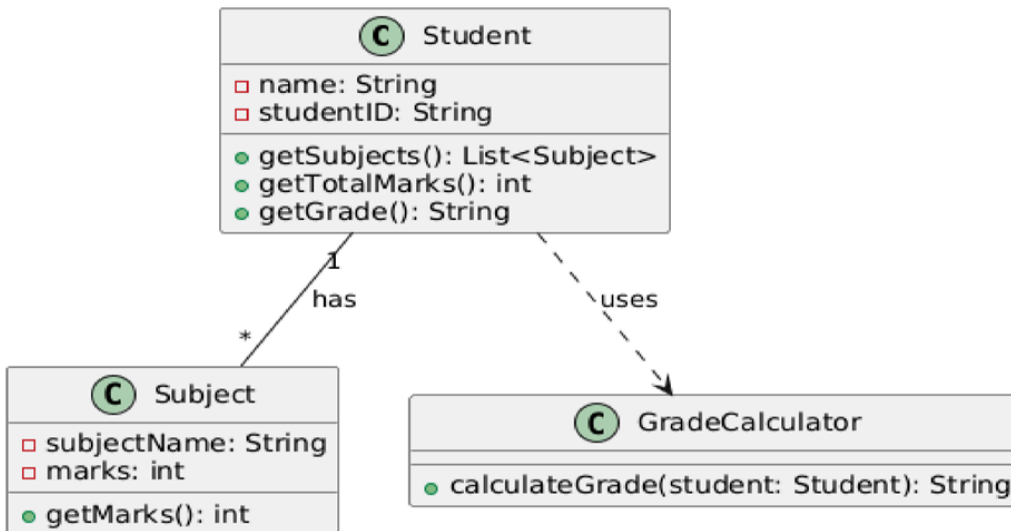 C Student
name: String
studentID: String
getSubjects(): List<Subject>
getTotalMarks(): int
getGrade(): String
1
has
*
uses
C Subject
subjectName: String
marks: int
getMarks(): int
C GradeCalculator
calculateGrade(student: Student): String